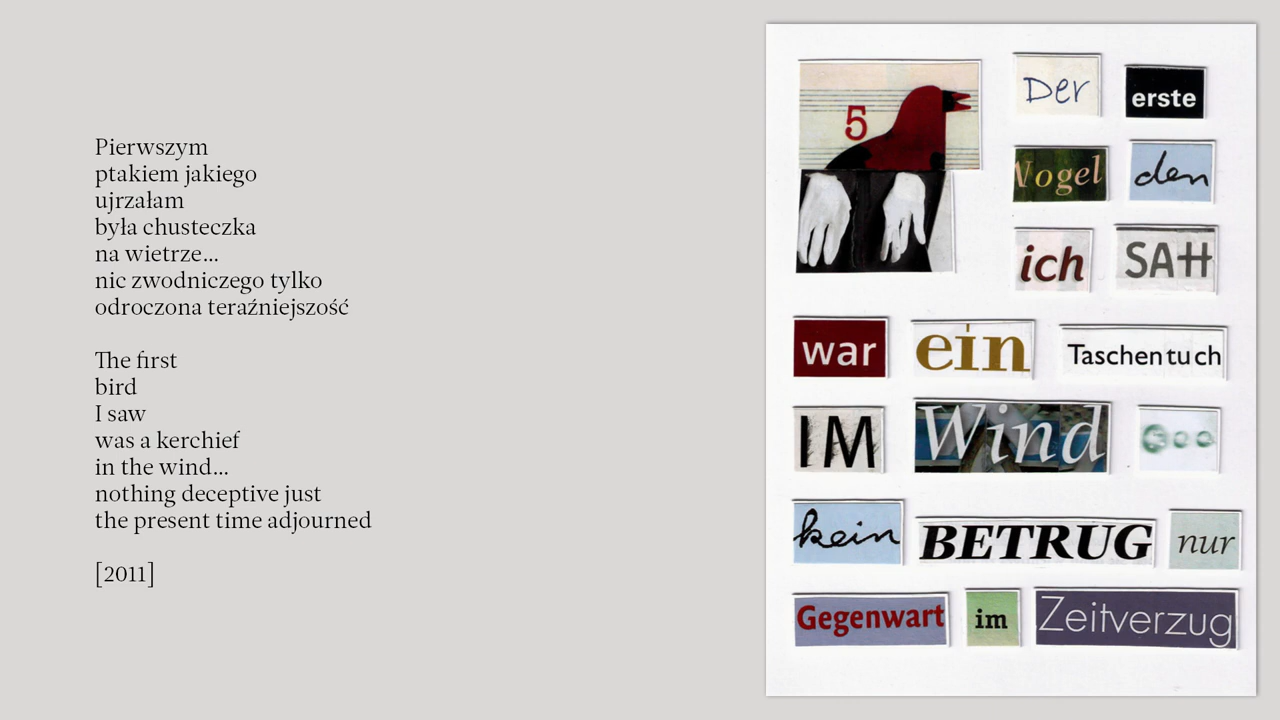 Pierwszym
ptakiem jakiego
ujrzałam
była chusteczka
na wietrze...
nic zwodniczego tylko
odroczona teraźniejszość
The first
bird
I saw
was a kerchief
in the wind...
nothing deceptive just
the present time adjourned
[2011]
5
Der erste
Vogel den
ich SAH
war ein Taschentuch
IM Wind
kein BETRUG nur
Gegenwart im Zeitverzug